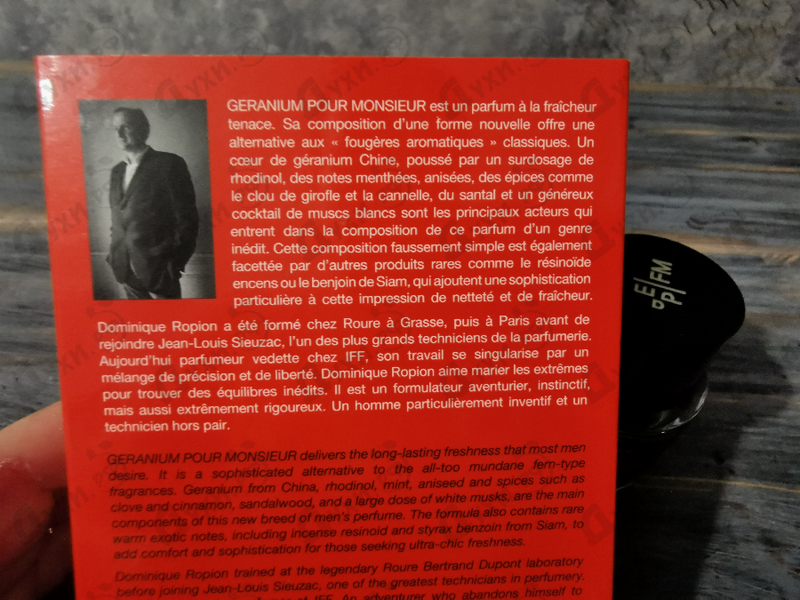 GERANIUM POUR MONSIEUR est un parfum à la fraîcheur
tenace. Sa composition d'une forme nouvelle offre une
alternative aux « fougères aromatiques » classiques. Un
cœur de géranium Chine, poussé par un surdosage de
rhodinol, des notes menthées, anisées, des épices comme
le clou de girofle et la cannelle, du santal et un généreux
cocktail de muscs blancs sont les principaux acteurs qui
entrent dans la composition de ce parfum d'un genre
inédit. Cette composition faussement simple est également
facettée par d'autres produits rares comme le résinoïde
encens ou le benjoin de Siam, qui ajoutent une sophistication
particulière à cette impression de netteté et de fraîcheur.
Dominique Ropion a été formé chez Roure à Grasse, puis à Paris avant de
rejoindre Jean-Louis Sieuzac, l'un des plus grands techniciens de la parfumerie.
Aujourd'hui parfumeur vedette chez IFF, son travail se singularise par un
mélange de précision et de liberté. Dominique Ropion aime marier les extrêmes
pour trouver des équilibres inédits. Il est un formulateur aventurier, instinctif,
mais aussi extrêmement rigoureux. Un homme particulièrement inventif et un
technicien hors pair.
GERANIUM POUR MONSIEUR delivers the long-lasting freshness that most men
desire. It is a sophisticated alternative to the all-too mundane fern-type
fragrances. Geranium from China, rhodinol, mint, aniseed and spices such as
clove and cinnamon, sandalwood, and a large dose of white musks, are the main
components of this new breed of men's perfume. The formula also contains rare
warm exotic notes, including incense resinoid and styrax benzoin from Siam, to
add comfort and sophistication for those seeking ultra-chic freshness.
Dominique Ropion trained at the legendary Roure Bertrand Dupont laboratory
before joining Jean-Louis Sieuzac, one of the greatest techniciens in perfumery.
at IFF. An adventurer who abandons himself to
E|FM
DP|
Духи.